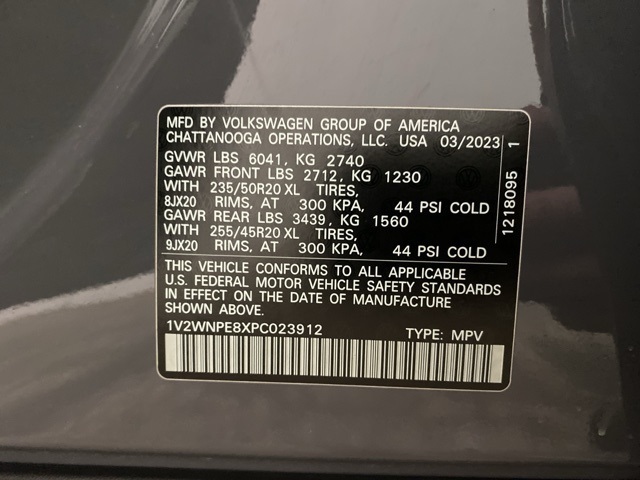 MFD BY VOLKSWAGEN GROUP OF AMERICA
CHATTANOOGA OPERATIONS, LLC. USA 03/2023
GVWR LBS 6041, KG 2740
GAWR FRONT LBS 2712, KG 1230
WITH 235/50R20 XL TIRES,
8JX20 RIMS, AT 300 KPA, 44 PSI COLD
GAWR REAR LBS 3439, KG 1560
WITH 255/45R20 XL TIRES,
9JX20 RIMS, AT 300 KPA, 44 PSI COLD
THIS VEHICLE CONFORMS TO ALL APPLICABLE
U.S. FEDERAL MOTOR VEHICLE SAFETY STANDARDS
IN EFFECT ON THE DATE OF MANUFACTURE
SHOWN ABOVE.
1V2WNPE8XPC023912 TYPE: MPV
1218095 1